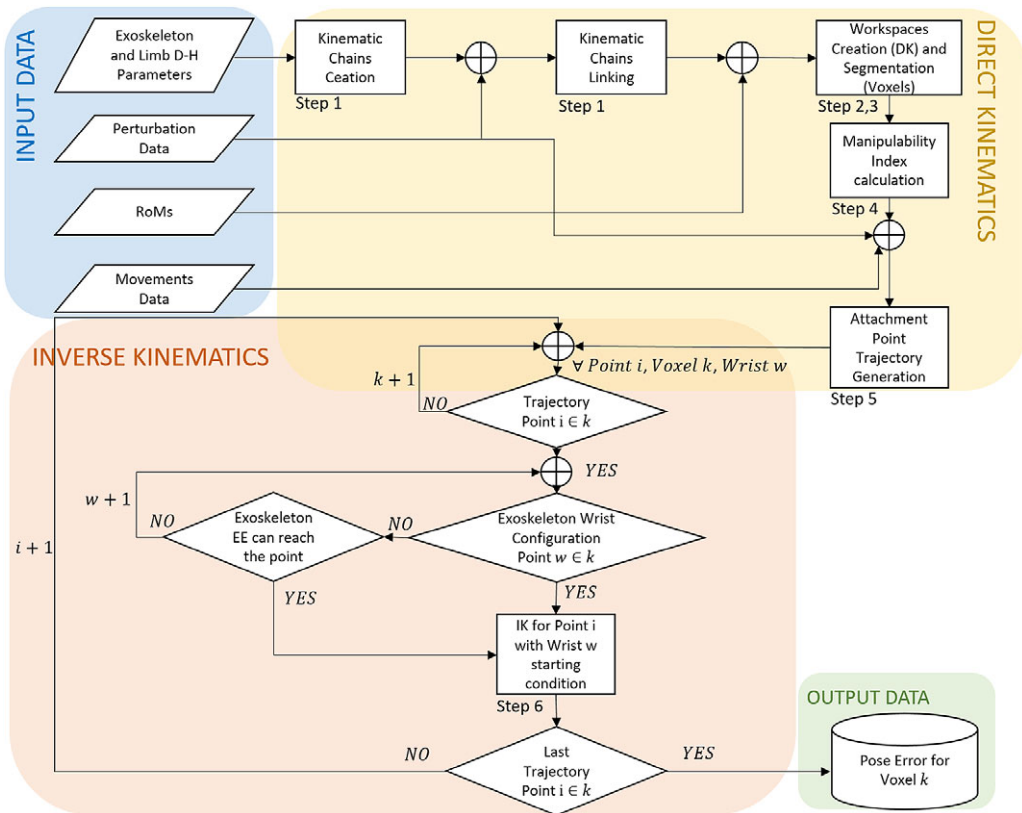 INPUT DATA
Exoskeleton
and Limb D-H
Parameters
Perturbation
Data
RoMs
Movements
Data
DIRECT KINEMATICS
Kinematic
Chains
Ceation
Step 1
Kinematic
Chains
Linking
Step 1
Workspaces
Creation (DK) and
Segmentation
(Voxels)
Step 2,3
Manipulability
Index
calculation
Step 4
Attachment
Point
Trajectory
Generation
Step 5
INVERSE KINEMATICS
∀ Point i, Voxel k, Wrist w
k + 1
NO
Trajectory
Point i ∈ k
YES
w + 1
NO
Exoskeleton
EE can reach
the point
NO
Exoskeleton Wrist
Configuration
Point w ∈ k
i + 1
YES
YES
IK for Point i
with Wrist w
starting
condition
Step 6
NO
Last
Trajectory
Point i ∈ k
YES
OUTPUT DATA
Pose Error for
Voxel k